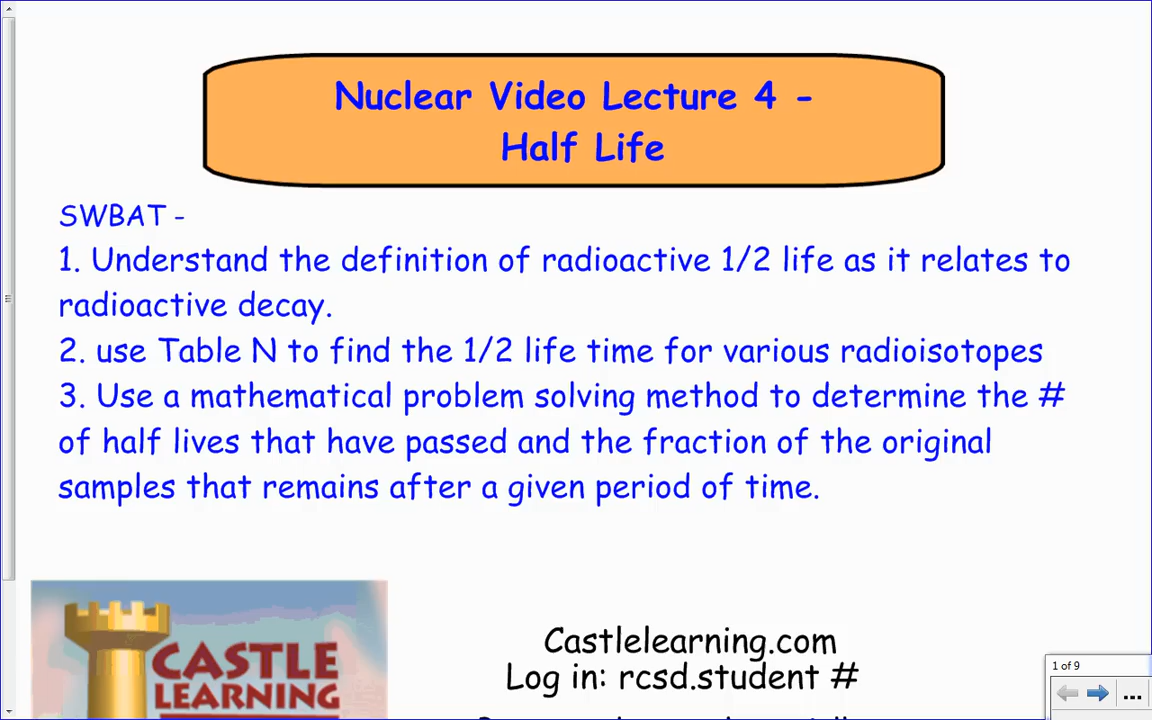 Nuclear Video Lecture 4 -
Half Life
SWBAT -
1. Understand the definition of radioactive 1/2 life as it relates to
radioactive decay.
2. use Table N to find the 1/2 life time for various radioisotopes
3. Use a mathematical problem solving method to determine the #
of half lives that have passed and the fraction of the original
samples that remains after a given period of time.
CASTLE
LEARNING
Castlelearning.com
Log in: rcsd.student #
1 of 9
...